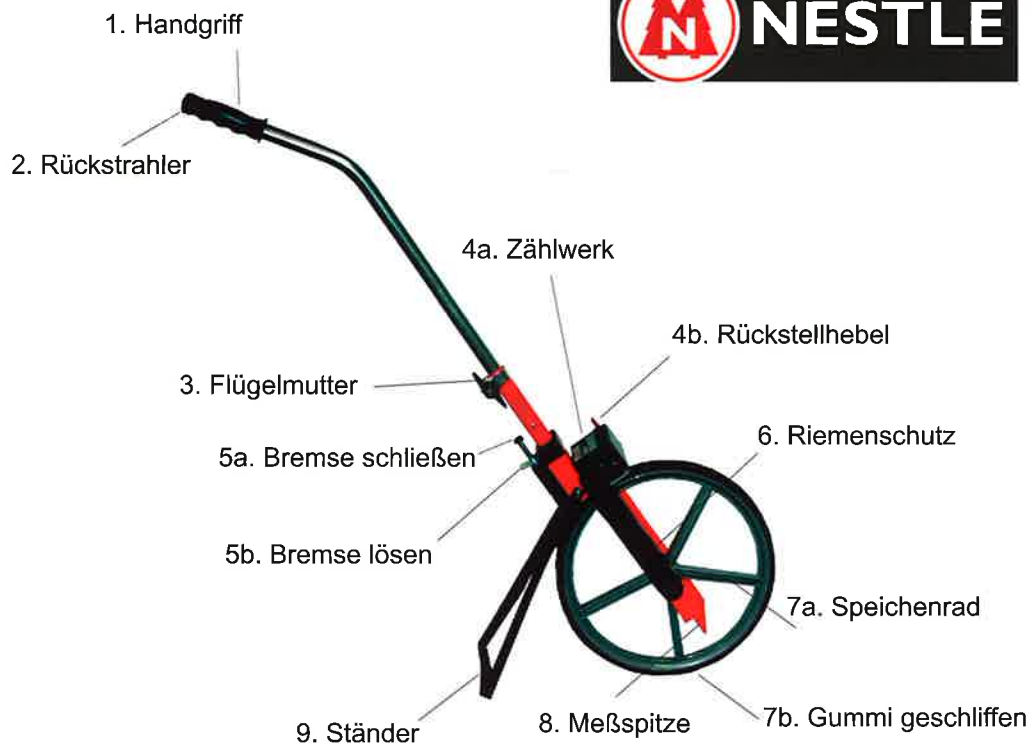 1. Handgriff
N NESTLE
2. Rückstrahler
4a. Zählwerk
4b. Rückstellhebel
3. Flügelmutter
6. Riemenschutz
5a. Bremse schließen
5b. Bremse lösen
7a. Speichenrad
9. Ständer
8. Meßspitze
7b. Gummi geschliffen